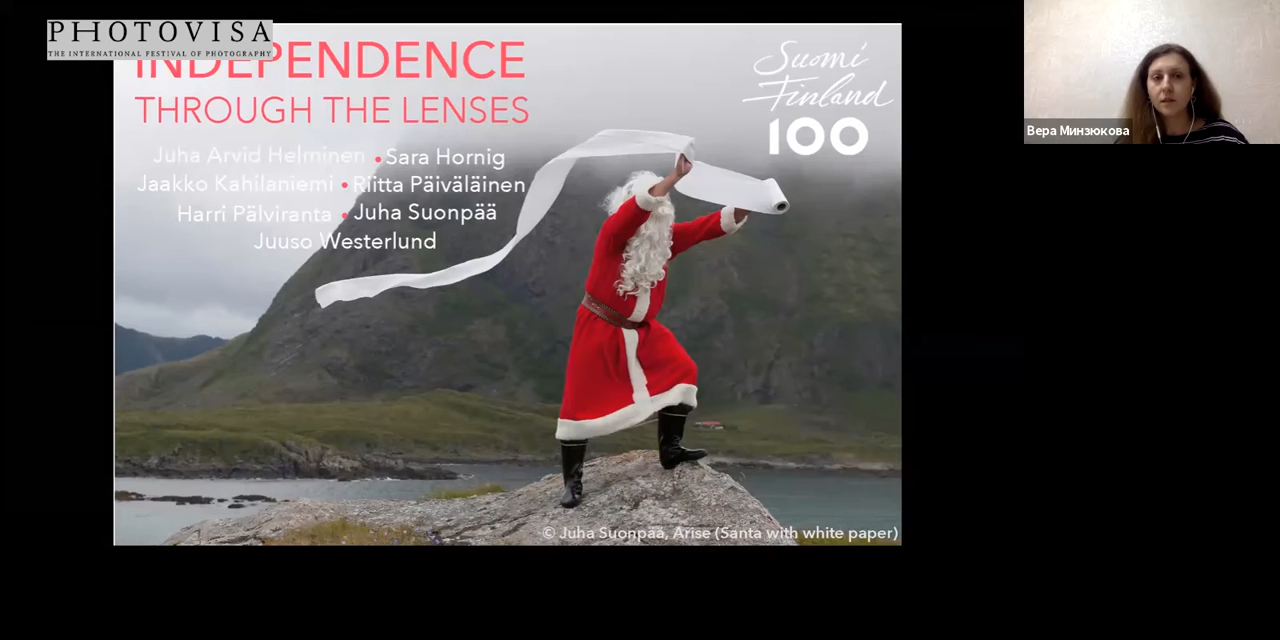 PHOTOVISA
THE INTERNATIONAL FESTIVAL OF PHOTOGRAPHY
INDEPENDENCE
THROUGH THE LENSES
Juha Arvid Helminen • Sara Hornig
Jaakko Kahilaniemi • Riitta Päiväläinen
Harri Pälviranta • Juha Suonpää
Juuso Westerlund
Suomi
Finland
100
© Juha Suonpää, Arise (Santa with white paper)
Вера Минзюкова